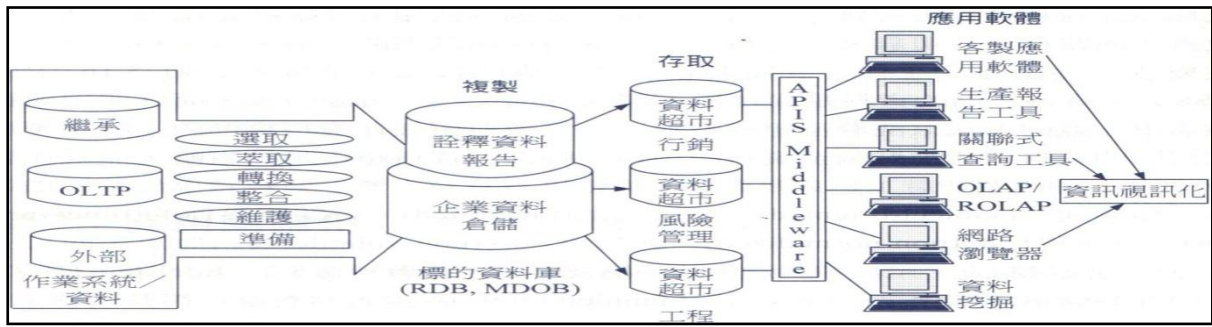 繼承
OLTP
外部
作業系統
資料
選取
萃取
轉換
整合
維護
準備
複製
詮釋資料
報告
企業資料
倉儲
標的資料庫
(RDB, MDOB)
存取
資料
超市
行銷
資料
超市
風險
管理
資料
超市
工程
APIS Middleware
應用軟體
客製應
用軟體
生產報
告工具
關聯式
查詢工具
OLAP/
ROLAP
網路
瀏覽器
資料
挖掘
資訊視訊化